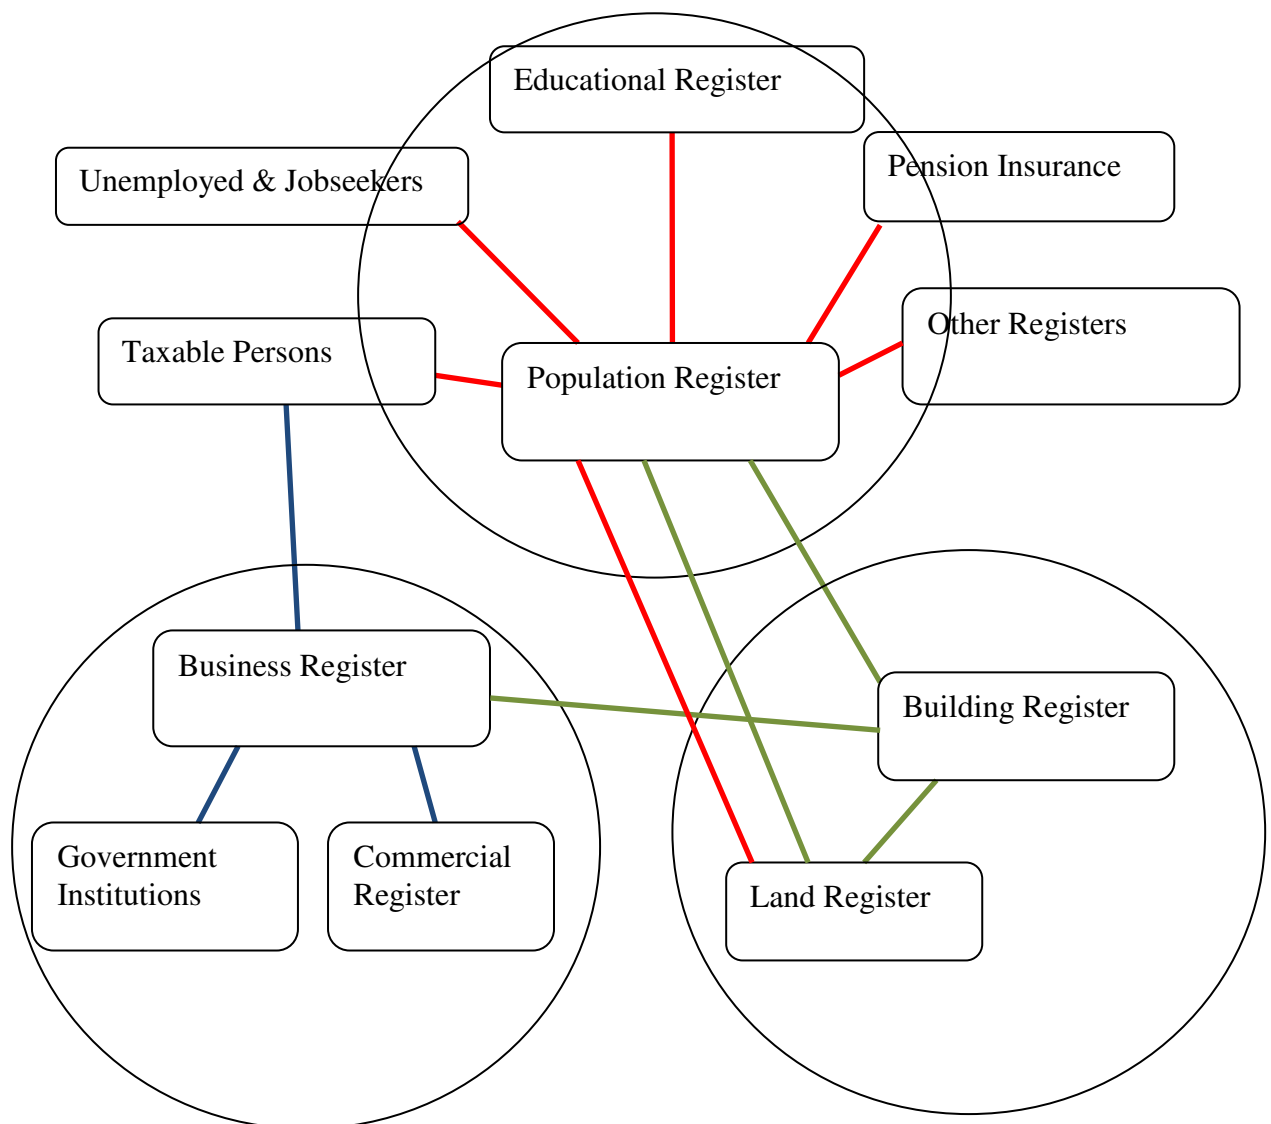 Educational Register
Pension Insurance
Unemployed & Jobseekers
Other Registers
Taxable Persons
Population Register
Business Register
Building Register
Government
Institutions
Commercial
Register
Land Register